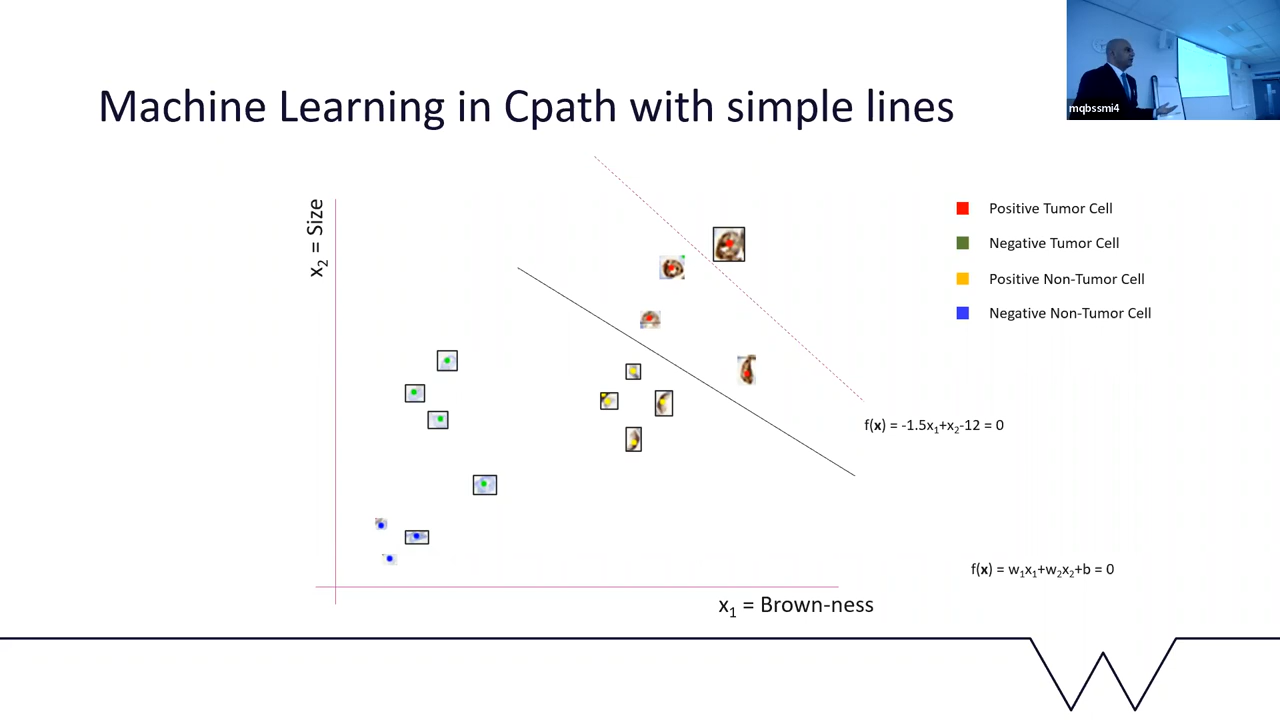 mqbssmi4
Machine Learning in Cpath with simple lines
x₂ = Size
Positive Tumor Cell
Negative Tumor Cell
Positive Non-Tumor Cell
Negative Non-Tumor Cell
f(x) = -1.5x₁+x₂-12 = 0
f(x) = w₁x₁+w₂x₂+b = 0
x₁ = Brown-ness